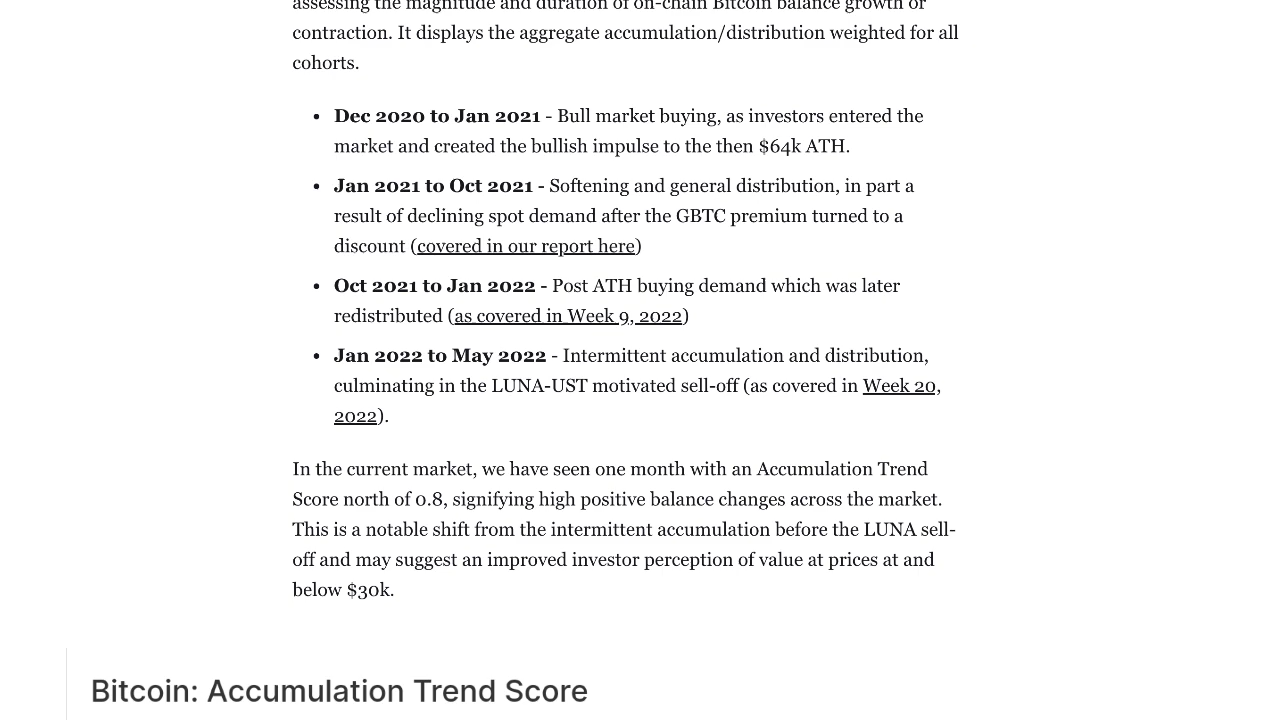 assessing the magnitude and duration of on-chain Bitcoin balance growth or
contraction. It displays the aggregate accumulation/distribution weighted for all
cohorts.
• Dec 2020 to Jan 2021 - Bull market buying, as investors entered the
market and created the bullish impulse to the then $64k ATH.
• Jan 2021 to Oct 2021 - Softening and general distribution, in part a
result of declining spot demand after the GBTC premium turned to a
discount (covered in our report here)
• Oct 2021 to Jan 2022 - Post ATH buying demand which was later
redistributed (as covered in Week 9, 2022)
• Jan 2022 to May 2022 - Intermittent accumulation and distribution,
culminating in the LUNA-UST motivated sell-off (as covered in Week 20,
2022).
In the current market, we have seen one month with an Accumulation Trend
Score north of 0.8, signifying high positive balance changes across the market.
This is a notable shift from the intermittent accumulation before the LUNA sell-
off and may suggest an improved investor perception of value at prices at and
below $30k.
Bitcoin: Accumulation Trend Score